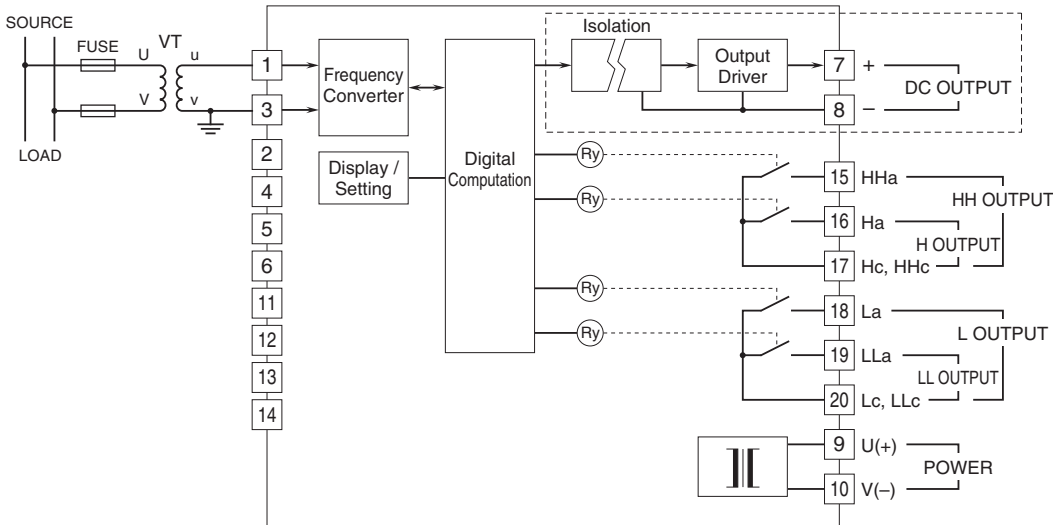 SOURCE
FUSE
VT
U
u
V
v
LOAD
1
3
2
4
5
6
11
12
13
14
Frequency
Converter
Display /
Setting
Digital
Computation
Isolation
Output
Driver
7 +
8 –
DC OUTPUT
Ry
Ry
Ry
Ry
15 HHa
16 Ha
17 Hc, HHc
HH OUTPUT
H OUTPUT
18 La
19 LLa
20 Lc, LLc
L OUTPUT
LL OUTPUT
9 U(+)
10 V(–)
POWER